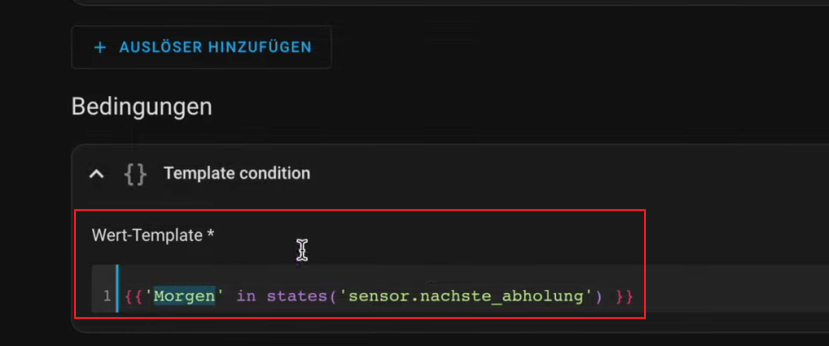 + AUSLÖSER HINZUFÜGEN
Bedingungen
{} Template condition
Wert-Template *
1 {{'Morgen' in states('sensor.nachste_abholung') }}